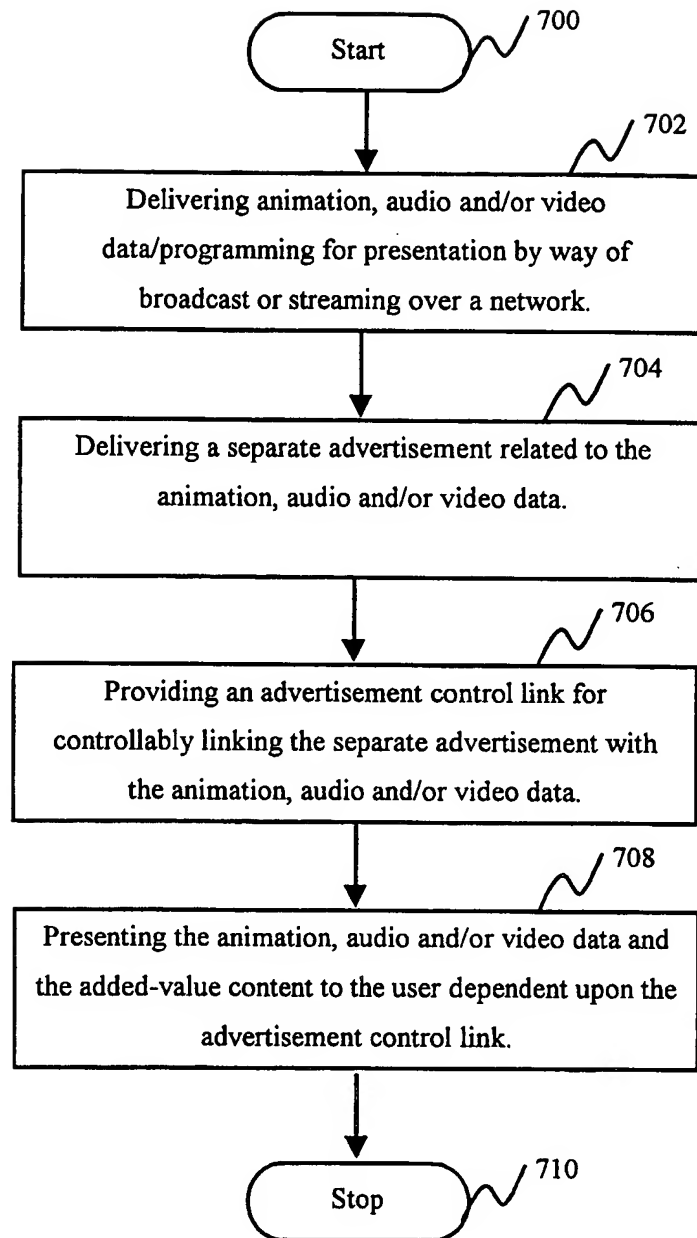 700
Start
702
Delivering animation, audio and/or video
data/programming for presentation by way of
broadcast or streaming over a network.
704
Delivering a separate advertisement related to the
animation, audio and/or video data.
706
Providing an advertisement control link for
controllably linking the separate advertisement with
the animation, audio and/or video data.
708
Presenting the animation, audio and/or video data and
the added-value content to the user dependent upon the
advertisement control link.
710
Stop